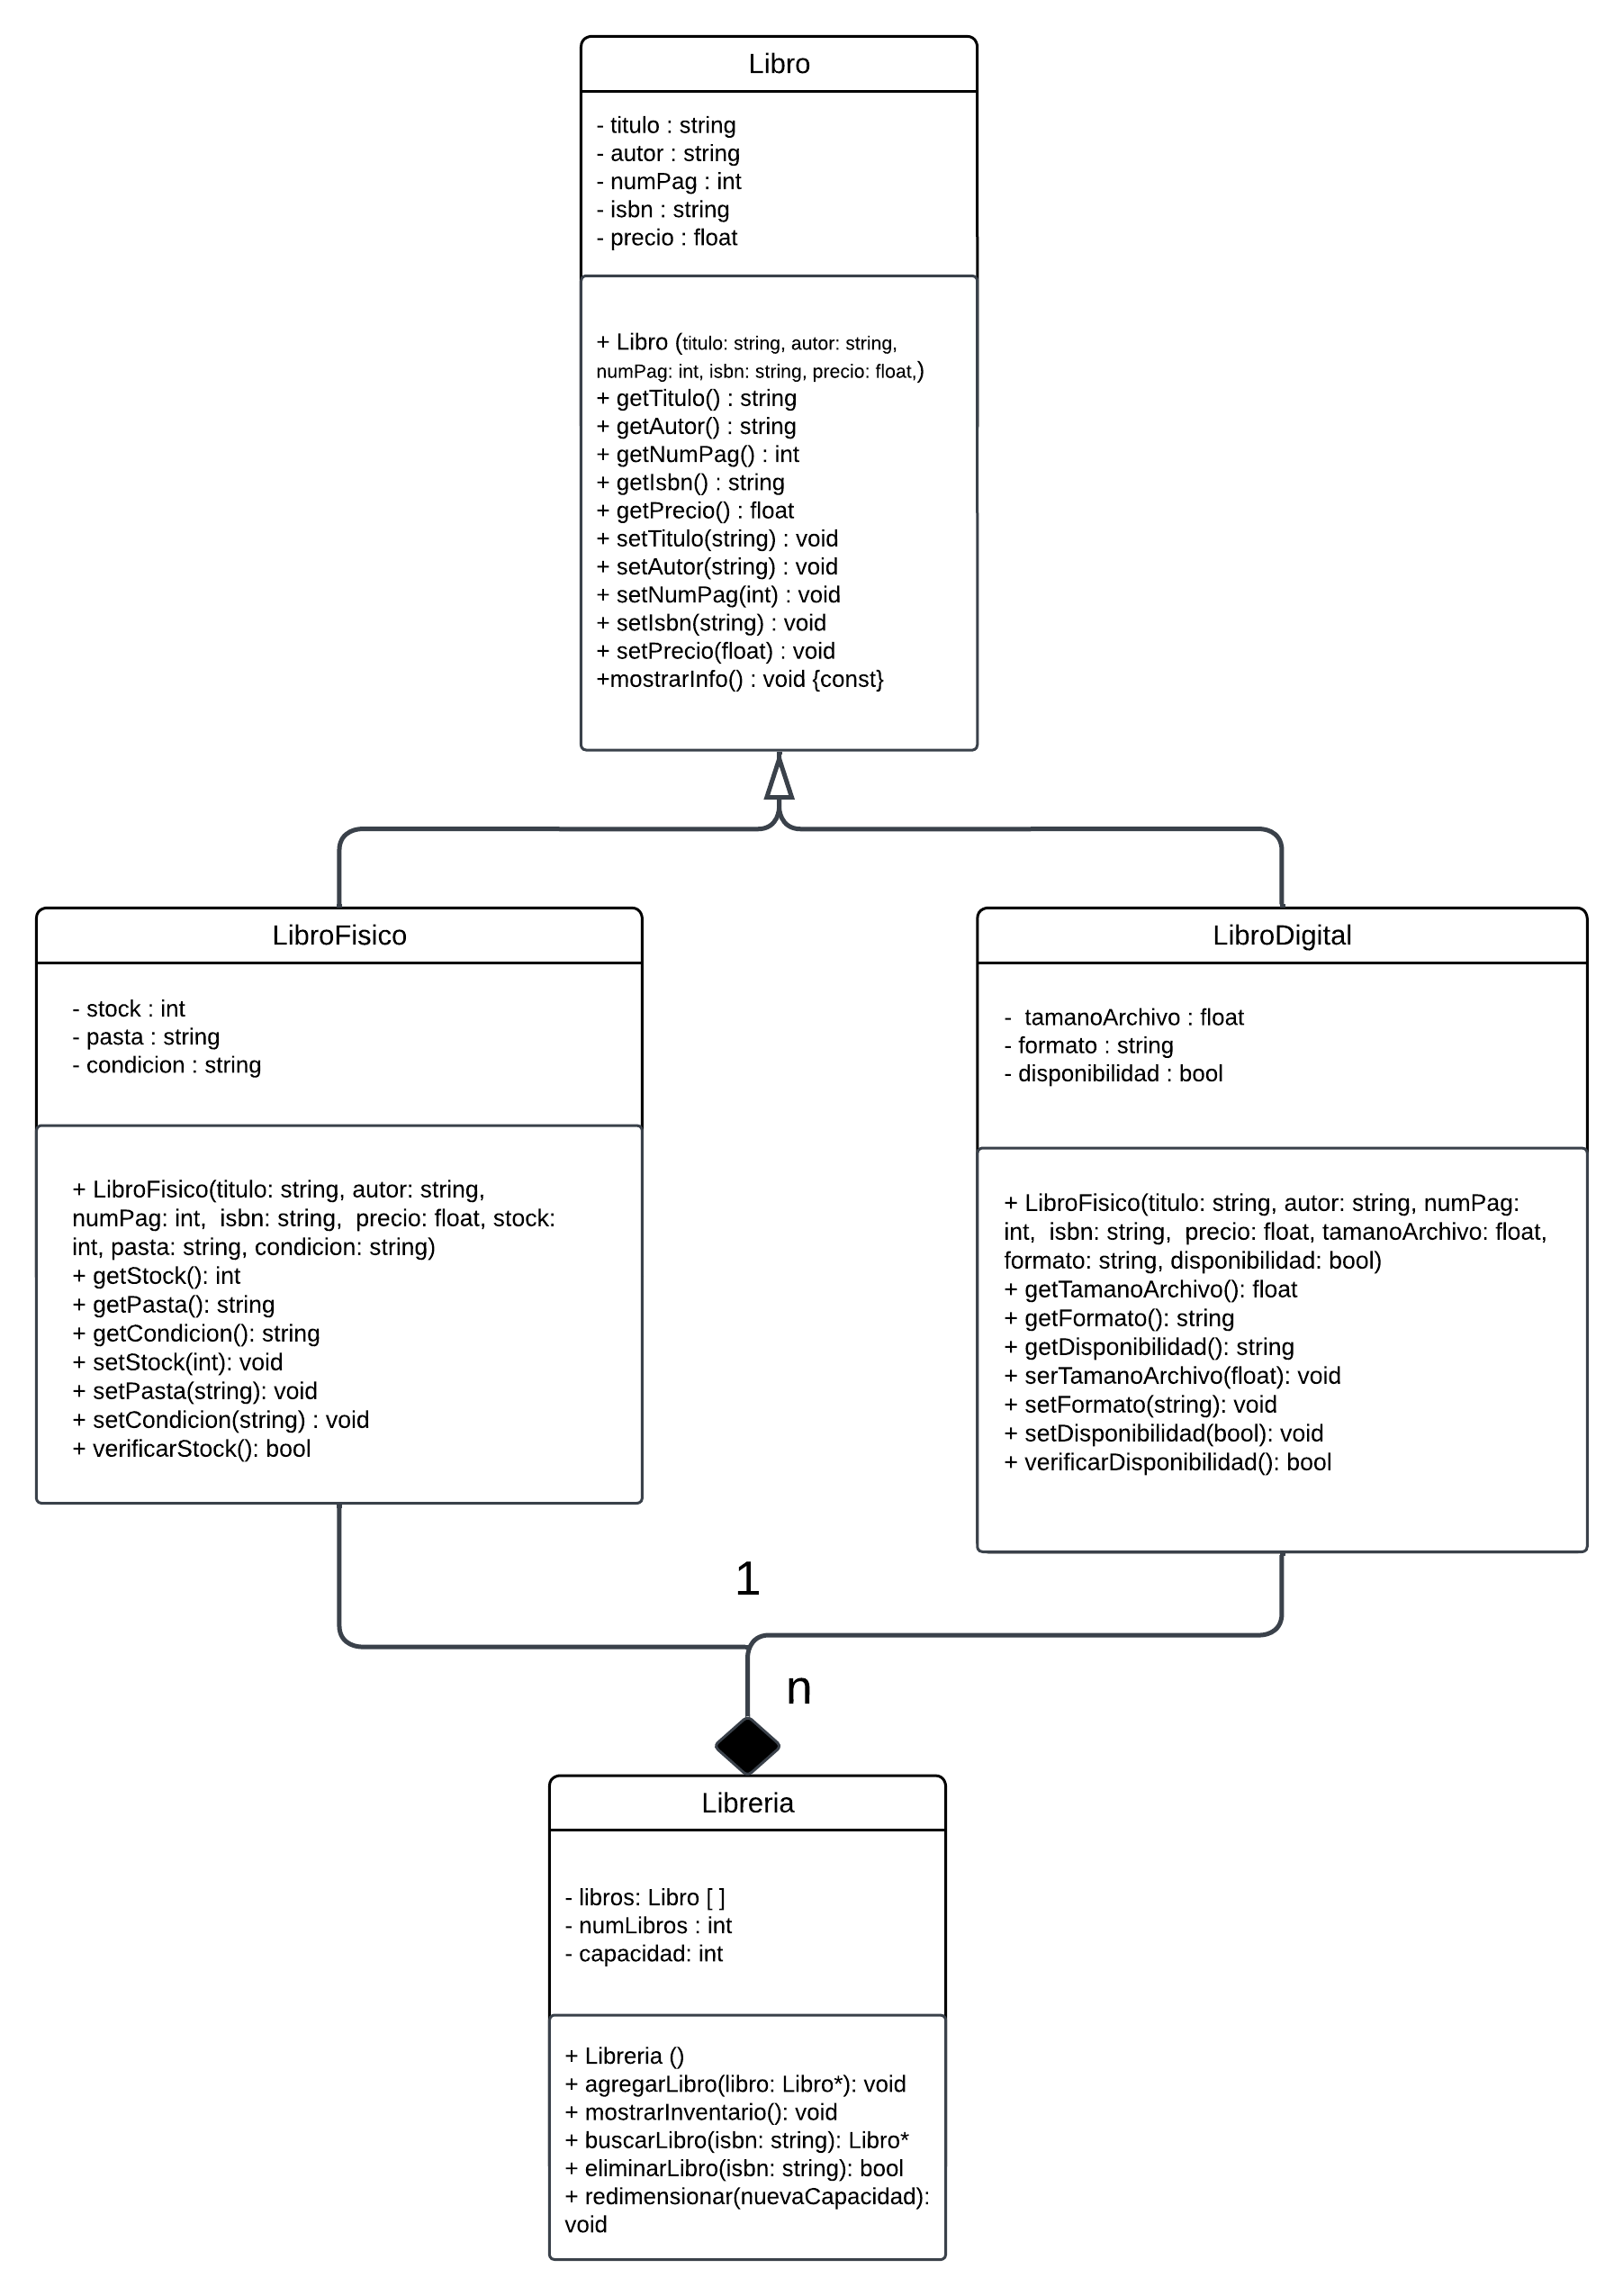 Libro
- titulo : string
- autor : string
- numPag : int
- isbn : string
- precio : float
+ Libro (titulo: string, autor: string,
numPag: int, isbn: string, precio: float,)
+ getTitulo() : string
+ getAutor() : string
+ getNumPag() : int
+ getIsbn() : string
+ getPrecio() : float
+ setTitulo(string) : void
+ setAutor(string) : void
+ setNumPag(int) : void
+ setIsbn(string) : void
+ setPrecio(float) : void
+mostrarInfo() : void {const}
LibroFisico
- stock : int
- pasta : string
- condicion : string
+ LibroFisico(titulo: string, autor: string,
numPag: int,  isbn: string,  precio: float, stock:
int, pasta: string, condicion: string)
+ getStock(): int
+ getPasta(): string
+ getCondicion(): string
+ setStock(int): void
+ setPasta(string): void
+ setCondicion(string) : void
+ verificarStock(): bool
LibroDigital
-  tamanoArchivo : float
- formato : string
- disponibilidad : bool
+ LibroFisico(titulo: string, autor: string, numPag:
int,  isbn: string,  precio: float, tamanoArchivo: float,
formato: string, disponibilidad: bool)
+ getTamanoArchivo(): float
+ getFormato(): string
+ getDisponibilidad(): string
+ serTamanoArchivo(float): void
+ setFormato(string): void
+ setDisponibilidad(bool): void
+ verificarDisponibilidad(): bool
1
n
Libreria
- libros: Libro [ ]
- numLibros : int
- capacidad: int
+ Libreria ()
+ agregarLibro(libro: Libro*): void
+ mostrarInventario(): void
+ buscarLibro(isbn: string): Libro*
+ eliminarLibro(isbn: string): bool
+ redimensionar(nuevaCapacidad):
void